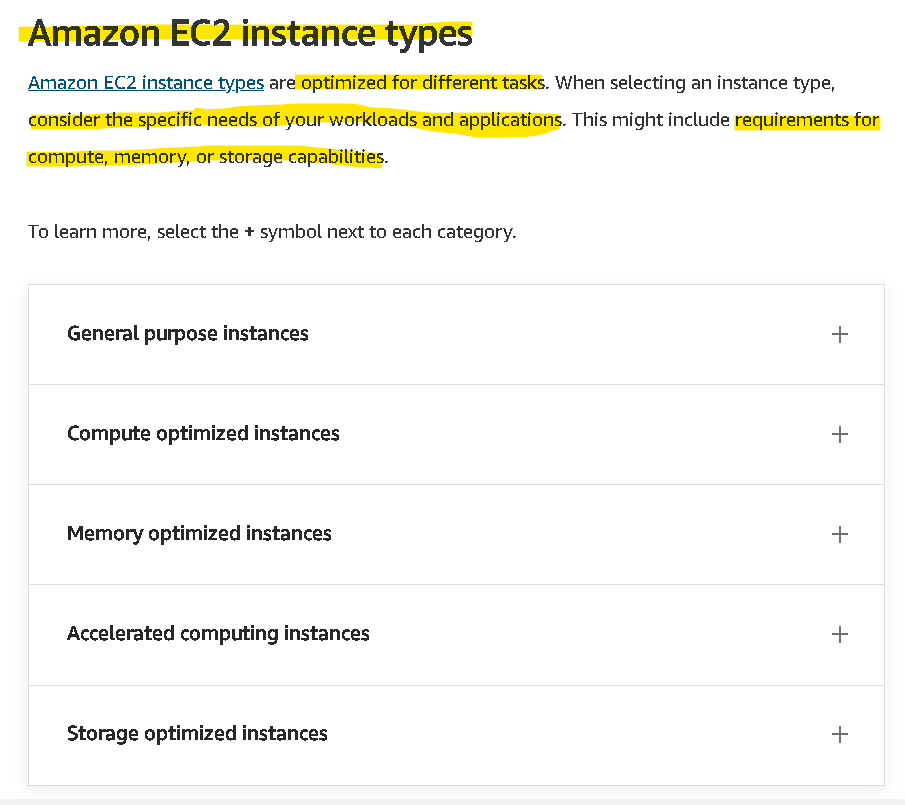 Amazon EC2 instance types
Amazon EC2 instance types are optimized for different tasks. When selecting an instance type,
consider the specific needs of your workloads and applications. This might include requirements for
compute, memory, or storage capabilities.
To learn more, select the + symbol next to each category.
General purpose instances +
Compute optimized instances +
Memory optimized instances +
Accelerated computing instances +
Storage optimized instances +